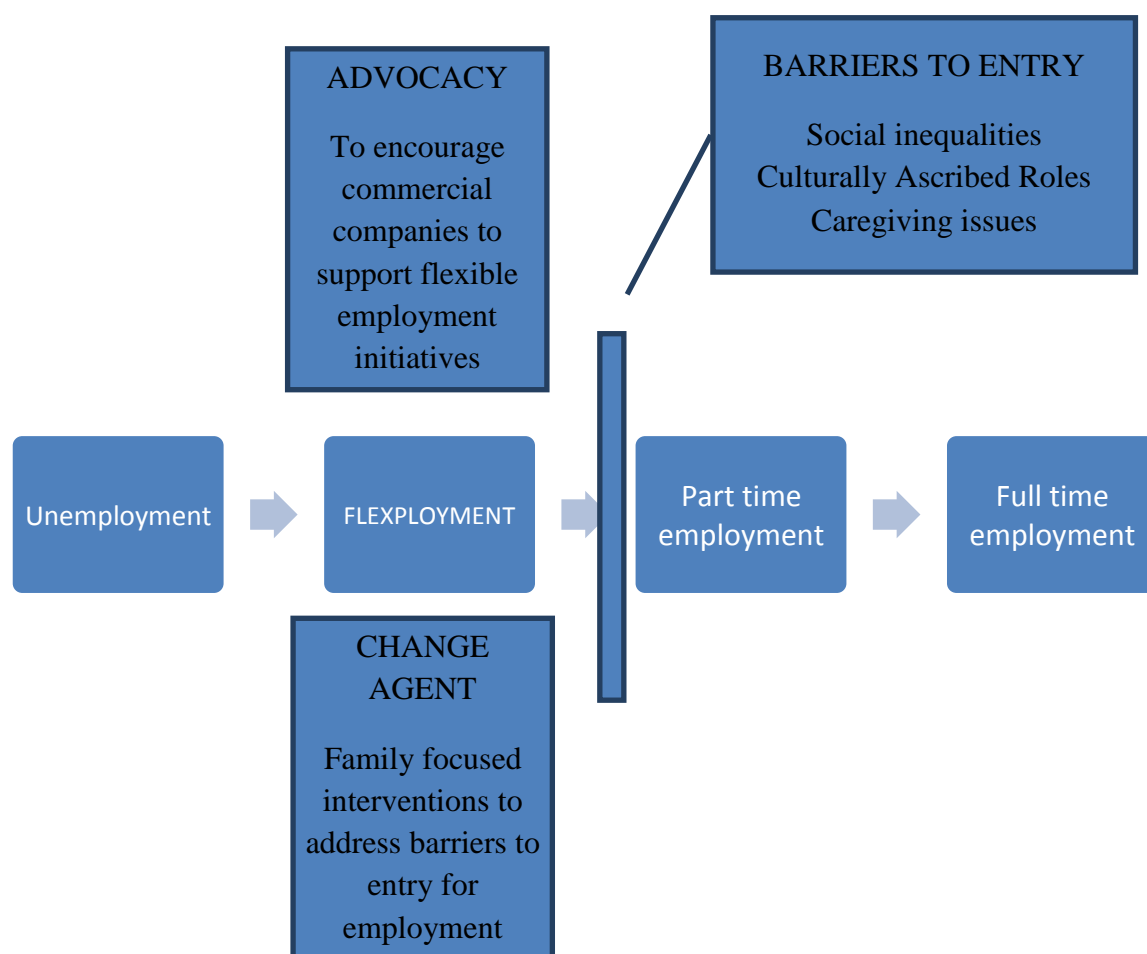 ADVOCACY
To encourage
commercial
companies to
support flexible
employment
initiatives
BARRIERS TO ENTRY
Social inequalities
Culturally Ascribed Roles
Caregiving issues
Unemployment
FLEXPLOYMENT
Part time
employment
Full time
employment
CHANGE
AGENT
Family focused
interventions to
address barriers to
entry for
employment